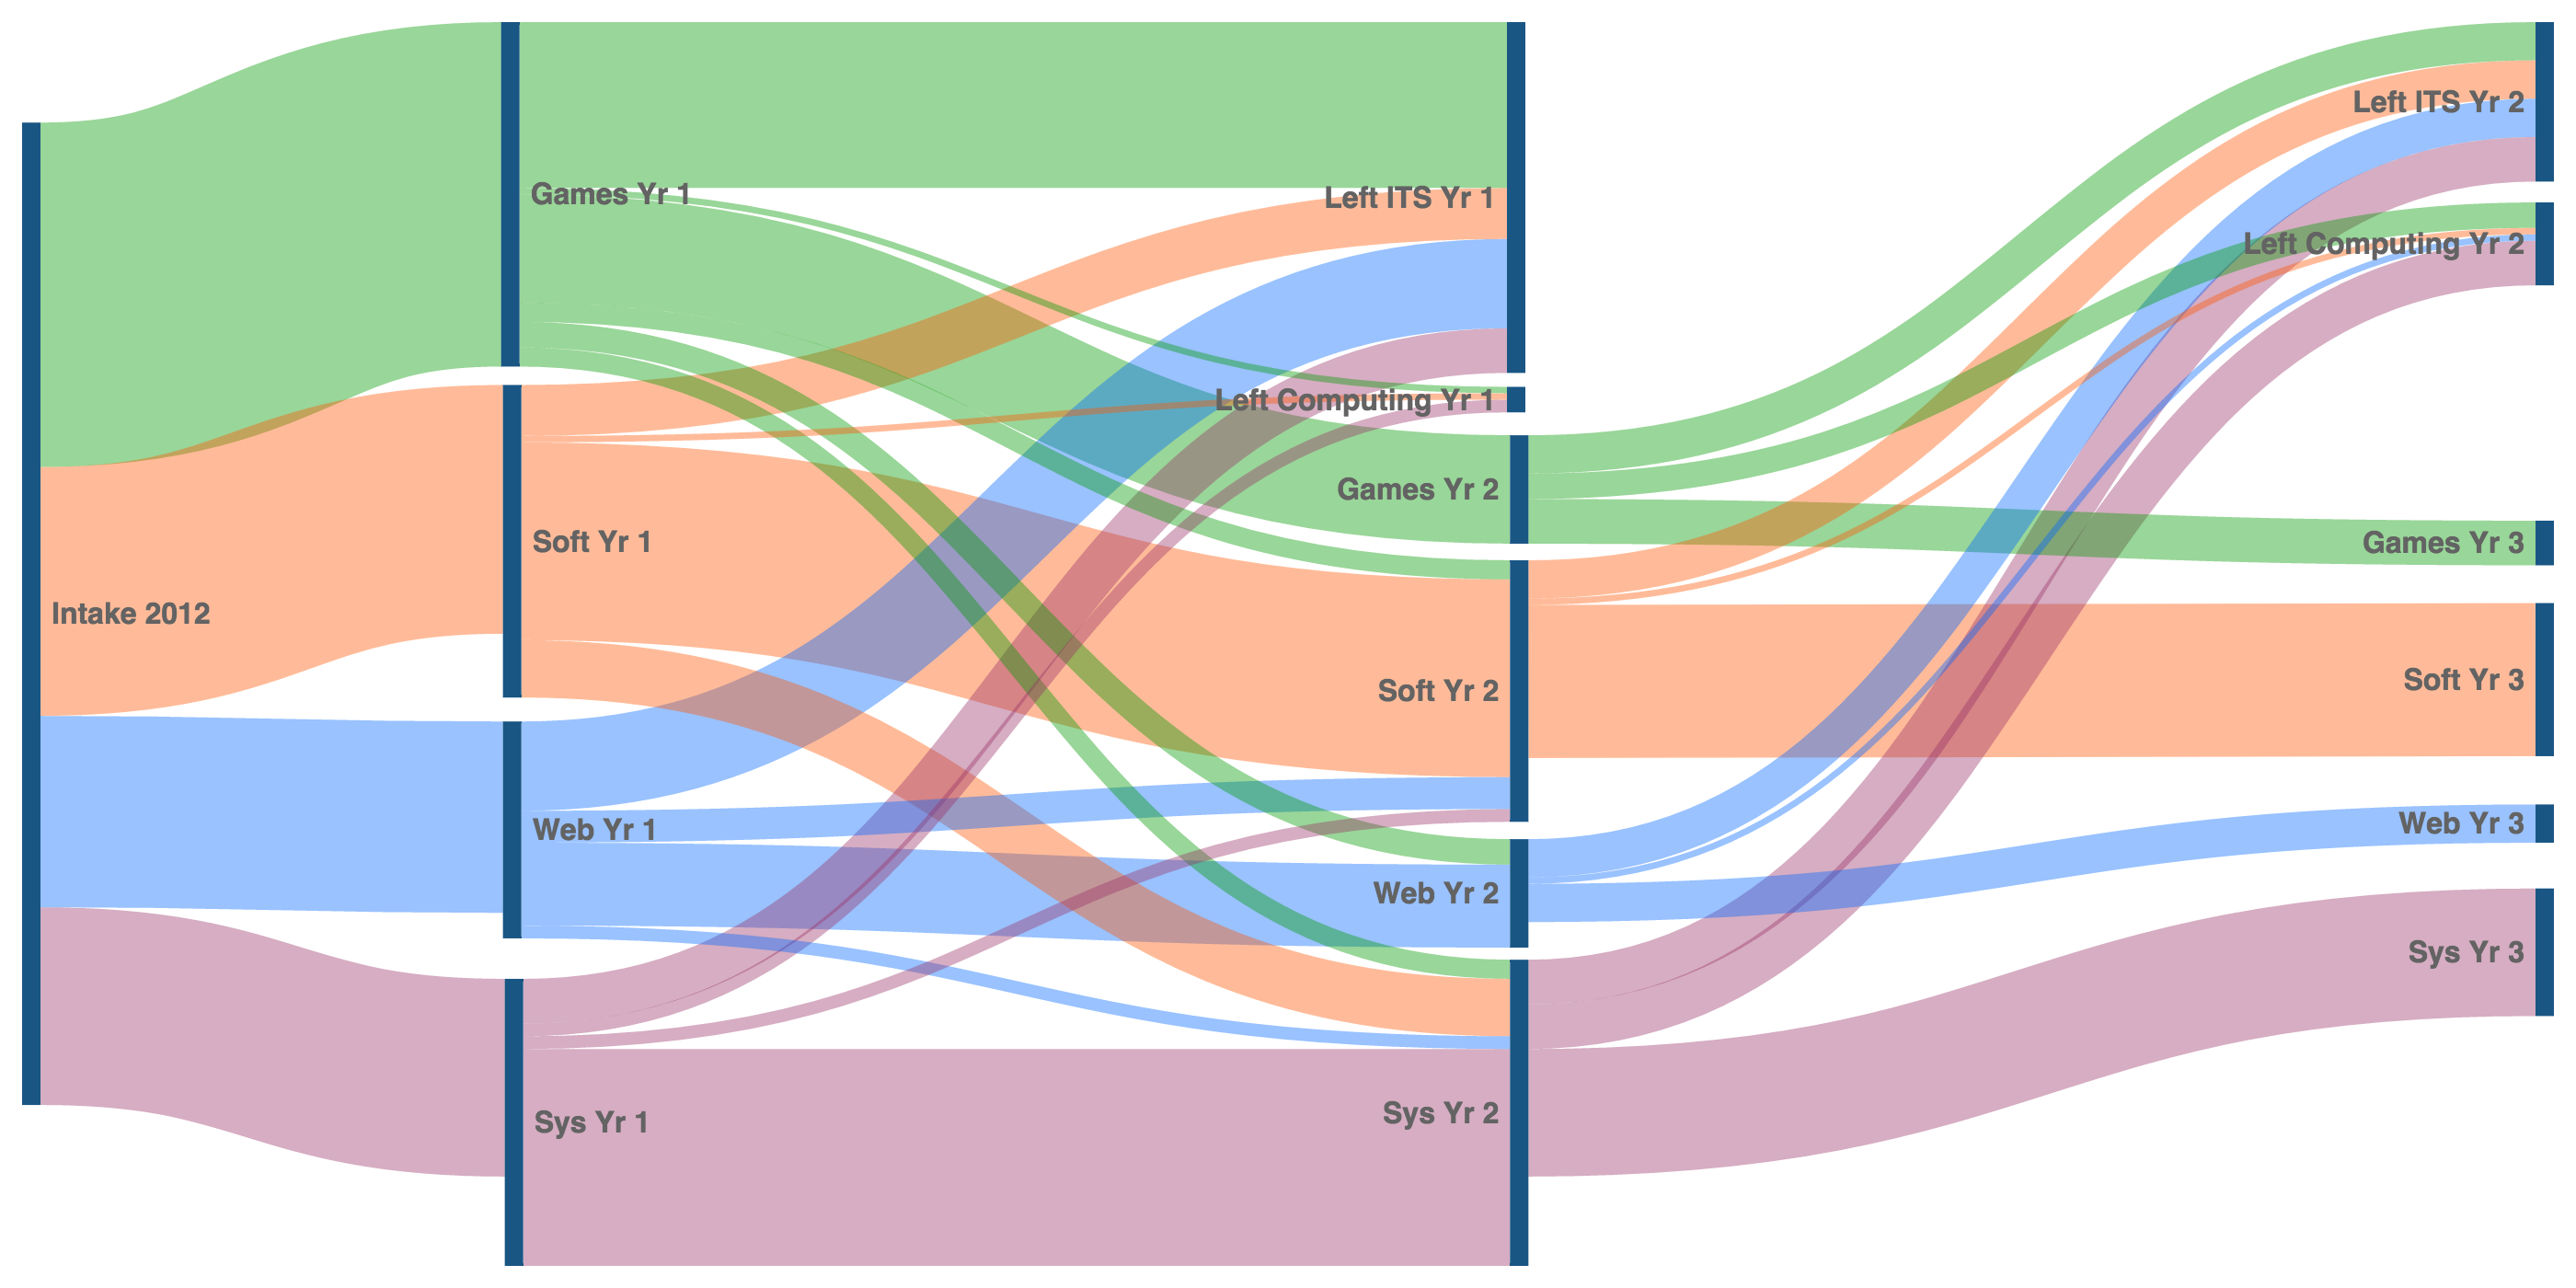 Intake 2012
Games Yr 1
Soft Yr 1
Web Yr 1
Sys Yr 1
Left ITS Yr 1
Left Computing Yr 1
Games Yr 2
Soft Yr 2
Web Yr 2
Sys Yr 2
Left ITS Yr 2
Left Computing Yr 2
Games Yr 3
Soft Yr 3
Web Yr 3
Sys Yr 3